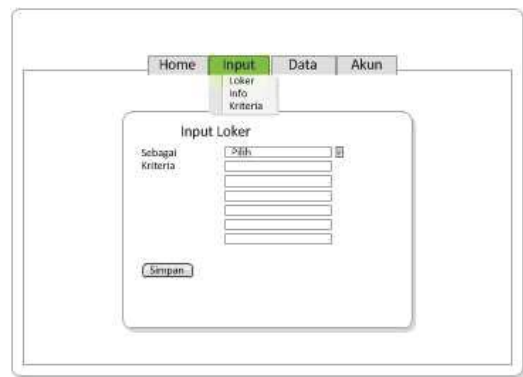 Home Input Data Akun
Loker
Info
Kriteria
Input Loker
Sebagai Pilih
Kriteria
Simpan